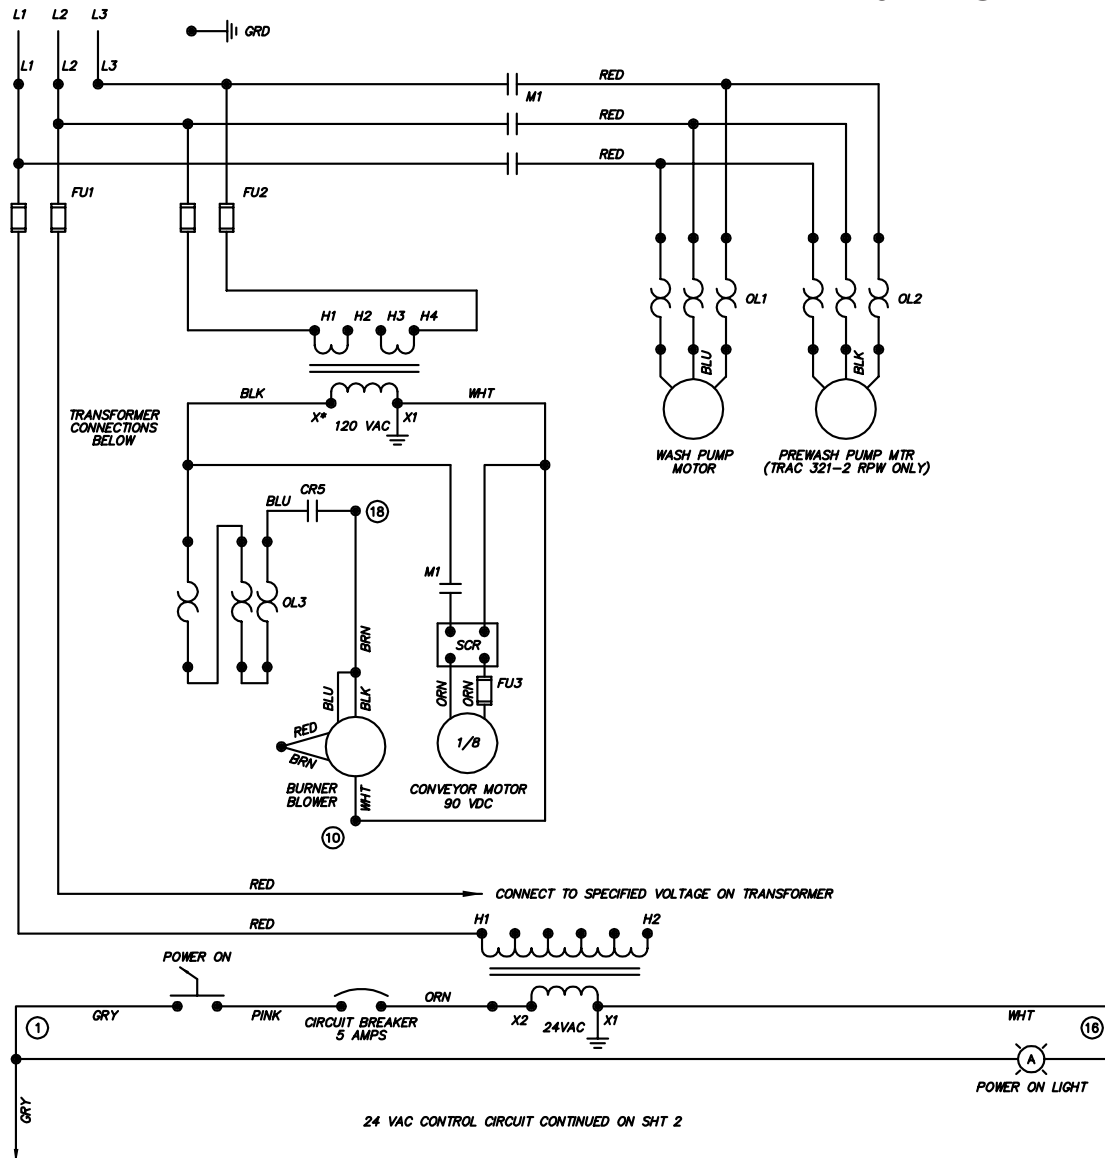 L1 L2 L3
GRD
L1 L2 L3
RED
M1
RED
RED
FU1 FU2
OL1 OL2
H1 H2 H3 H4
BLU BLK
BLK WHT
X* 120 VAC X1
TRANSFORMER
CONNECTIONS
BELOW
WASH PUMP
MOTOR
PREWASH PUMP MTR
(TRAC 321-2 RPW ONLY)
BLU CR5 18
M1
OL3
BRN
SCR
FU3
BLU BLK ORN ORN
RED
BRN
1/8
BURNER
BLOWER
WHT
CONVEYOR MOTOR
90 VDC
10
RED
CONNECT TO SPECIFIED VOLTAGE ON TRANSFORMER
RED
H1 H2
POWER ON
GRY PINK ORN
CIRCUIT BREAKER
5 AMPS
X2 24VAC X1
WHT
1 16
A
POWER ON LIGHT
GRY
24 VAC CONTROL CIRCUIT CONTINUED ON SHT 2